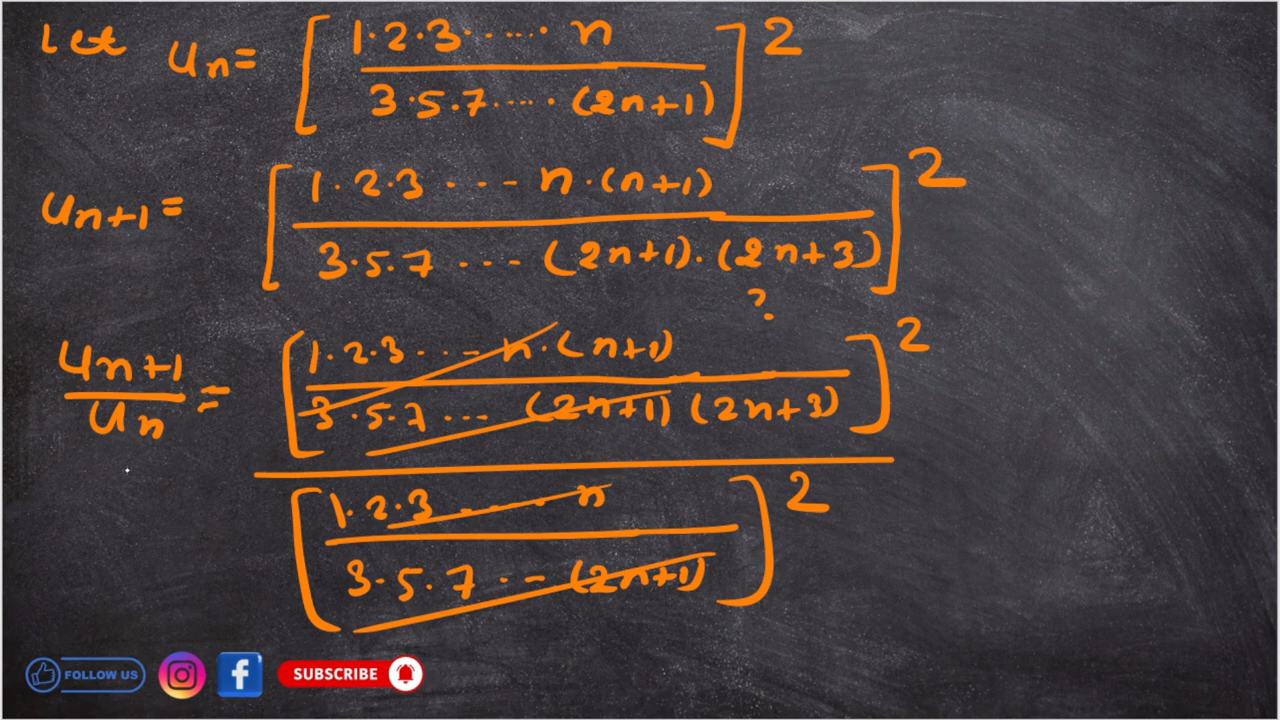 Let uₙ = [ 1·2·3·····n / 3·5·7·····(2n+1) ]²
uₙ₊₁ = [ 1·2·3 ··· n·(n+1) / 3·5·7 ··· (2n+1)·(2n+3) ]²
?
uₙ₊₁ / uₙ = [ 1·2·3 ··· n·(n+1) / 3·5·7 ··· (2n+1)(2n+3) ]² / [ 1·2·3 ····· n / 3·5·7 ··· (2n+1) ]²
FOLLOW US
SUBSCRIBE